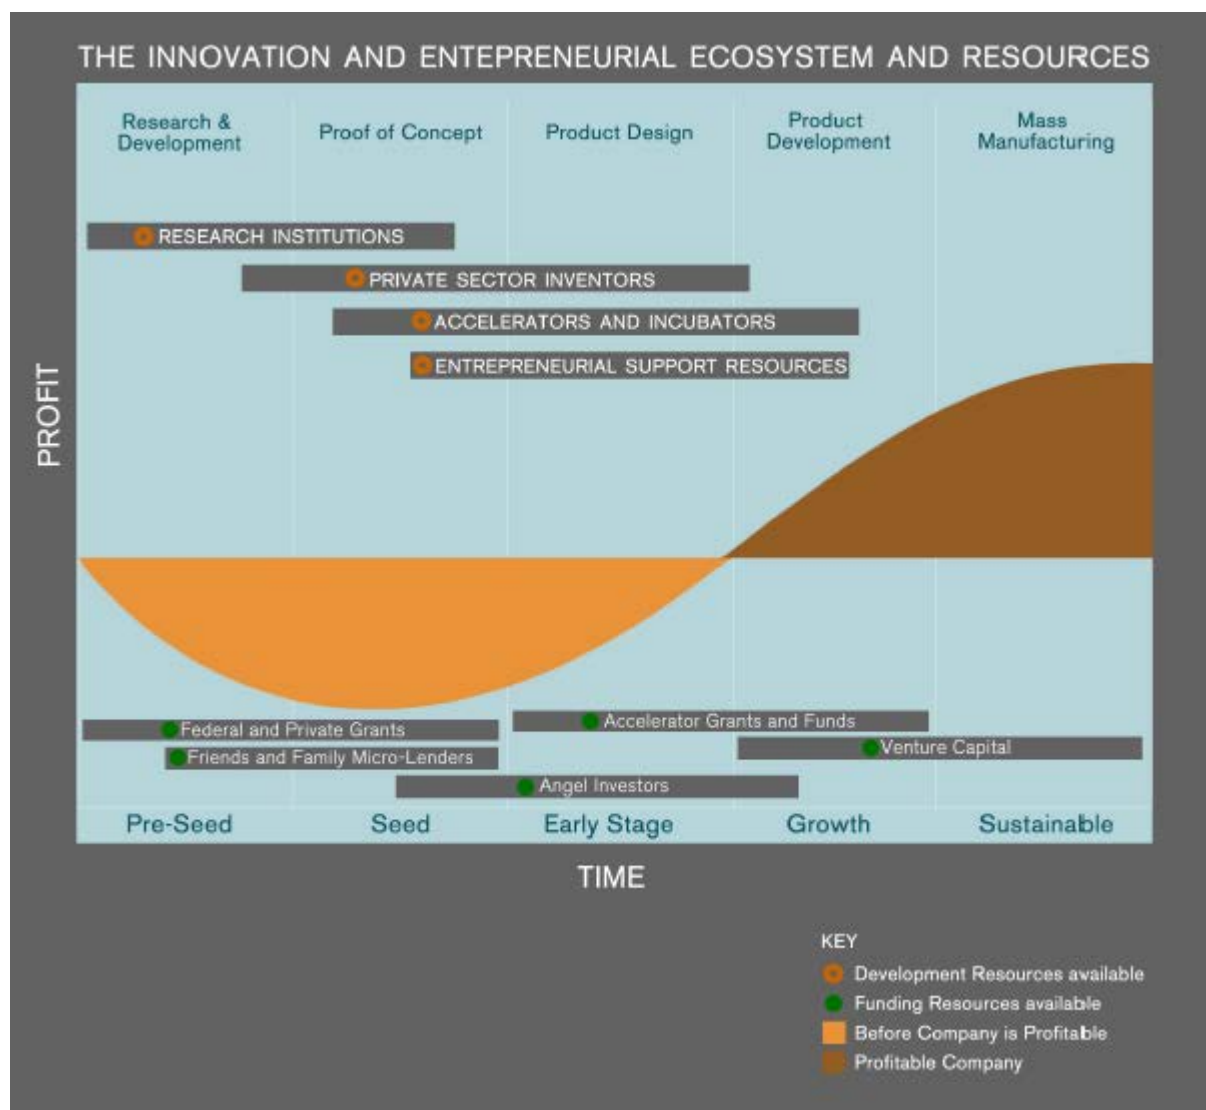 THE INNOVATION AND ENTEPRENEURIAL ECOSYSTEM AND RESOURCES
Research &
Development
Proof of Concept
Product Design
Product
Development
Mass
Manufacturing
RESEARCH INSTITUTIONS
PRIVATE SECTOR INVENTORS
ACCELERATORS AND INCUBATORS
ENTREPRENEURIAL SUPPORT RESOURCES
PROFIT
Federal and Private Grants
Accelerator Grants and Funds
Friends and Family Micro-Lenders
Venture Capital
Angel Investors
Pre-Seed
Seed
Early Stage
Growth
Sustainable
TIME
KEY
Development Resources available
Funding Resources available
Before Company is Profitable
Profitable Company